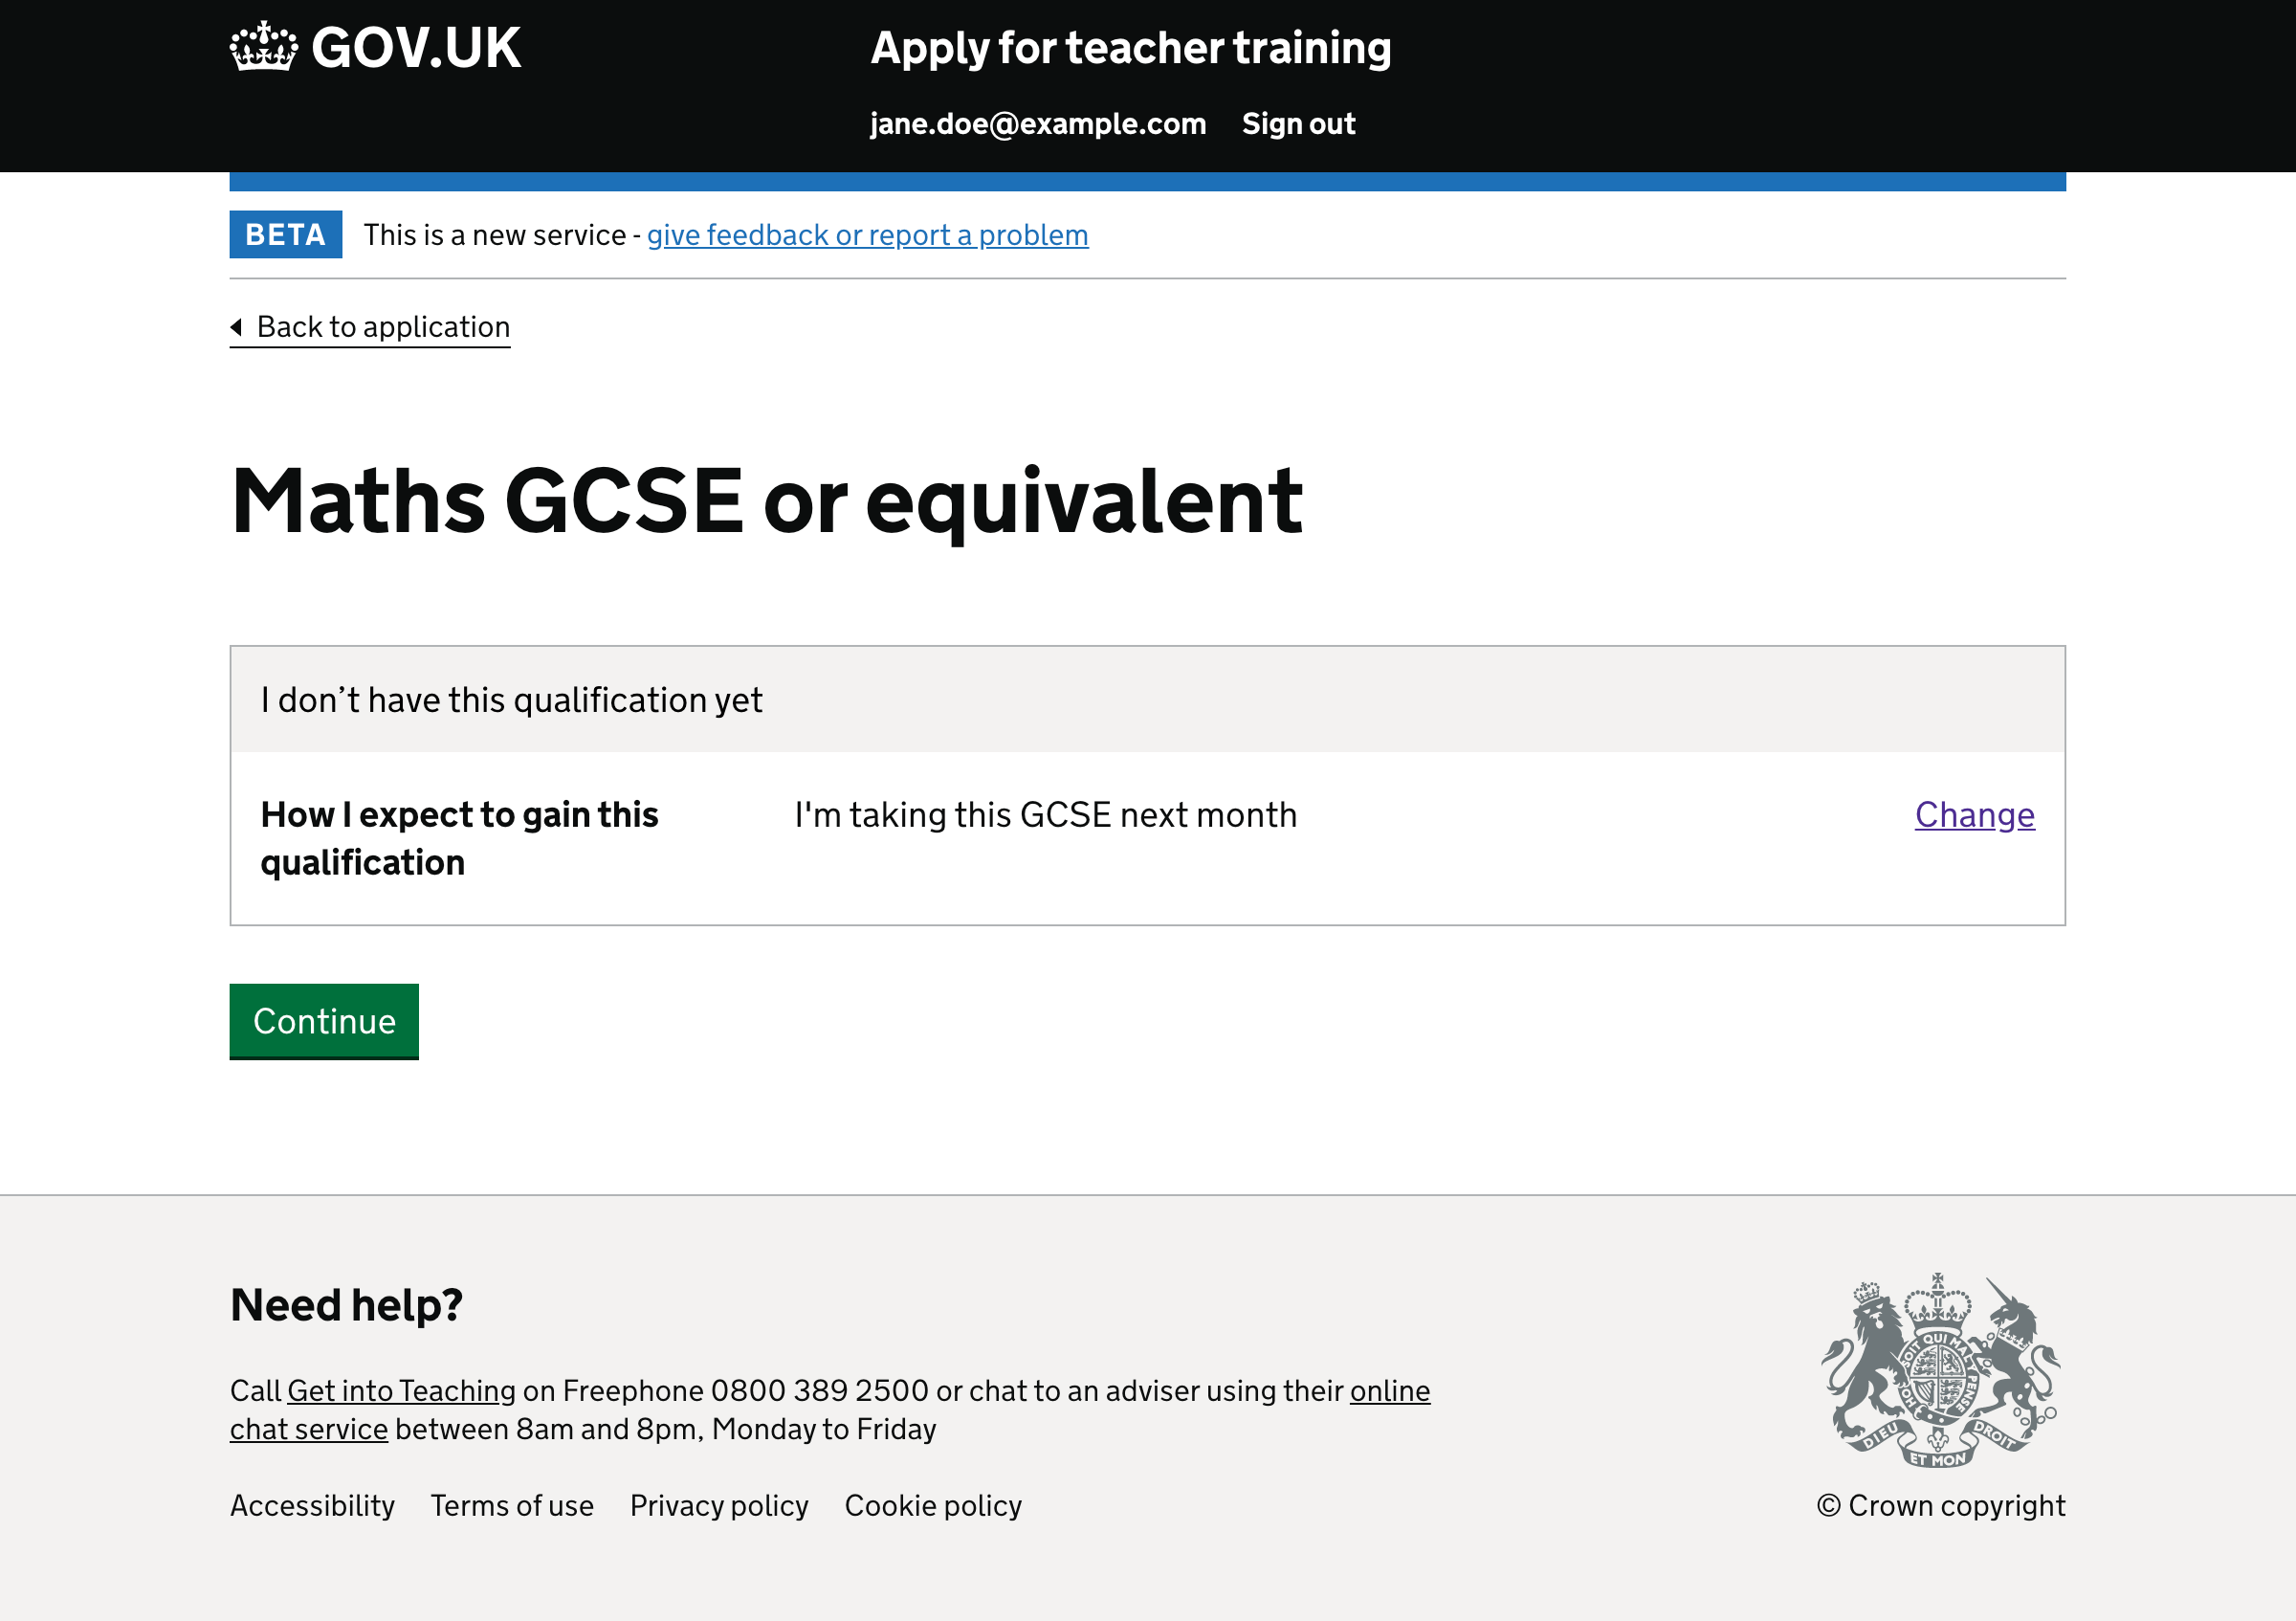 GOV.UK
Apply for teacher training
jane.doe@example.com Sign out
BETA This is a new service - give feedback or report a problem
Back to application
Maths GCSE or equivalent
I don’t have this qualification yet
How I expect to gain this
qualification
I'm taking this GCSE next month
Change
Continue
Need help?
Call Get into Teaching on Freephone 0800 389 2500 or chat to an adviser using their online
chat service between 8am and 8pm, Monday to Friday
Accessibility Terms of use Privacy policy Cookie policy
SOIT QUI MAL Y PENSE
DIEU ET MON DROIT
© Crown copyright